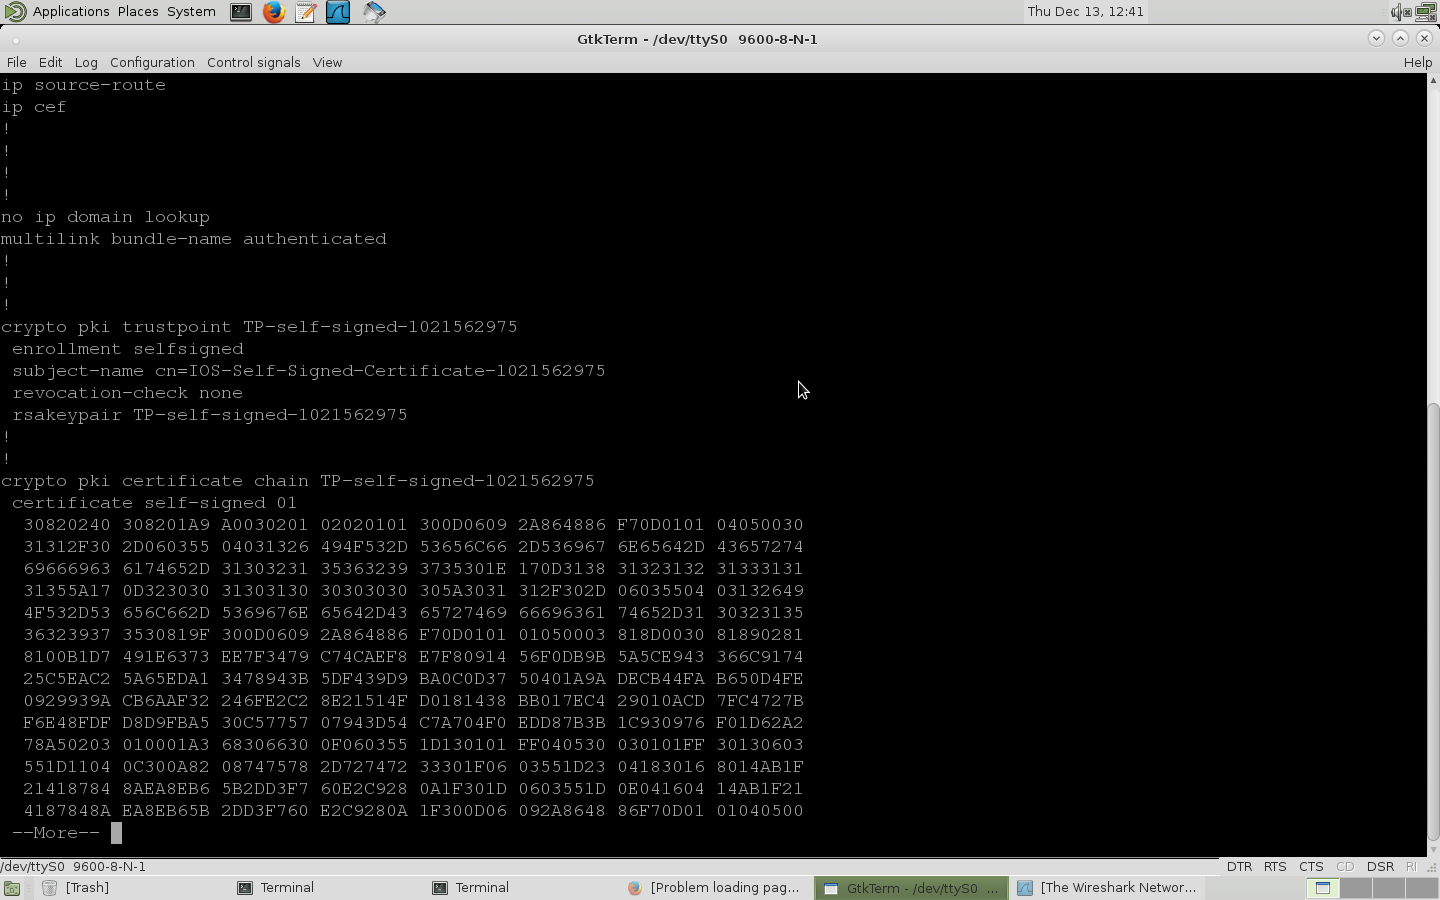 Applications Places System
Thu Dec 13, 12:41
GtkTerm - /dev/ttyS0 9600-8-N-1
File Edit Log Configuration Control signals View Help
ip source-route
ip cef
!
!
!
!
no ip domain lookup
multilink bundle-name authenticated
!
!
!
crypto pki trustpoint TP-self-signed-1021562975
 enrollment selfsigned
 subject-name cn=IOS-Self-Signed-Certificate-1021562975
 revocation-check none
 rsakeypair TP-self-signed-1021562975
!
!
crypto pki certificate chain TP-self-signed-1021562975
 certificate self-signed 01
  30820240 308201A9 A0030201 02020101 300D0609 2A864886 F70D0101 04050030
  31312F30 2D060355 04031326 494F532D 53656C66 2D536967 6E65642D 43657274
  69666963 6174652D 31303231 35363239 3735301E 170D3138 31323132 31333131
  31355A17 0D323030 31303130 30303030 305A3031 312F302D 06035504 03132649
  4F532D53 656C662D 5369676E 65642D43 65727469 66696361 74652D31 30323135
  36323937 3530819F 300D0609 2A864886 F70D0101 01050003 818D0030 81890281
  8100B1D7 491E6373 EE7F3479 C74CAEF8 E7F80914 56F0DB9B 5A5CE943 366C9174
  25C5EAC2 5A65EDA1 3478943B 5DF439D9 BA0C0D37 50401A9A DECB44FA B650D4FE
  0929939A CB6AAF32 246FE2C2 8E21514F D0181438 BB017EC4 29010ACD 7FC4727B
  F6E48FDF D8D9FBA5 30C57757 07943D54 C7A704F0 EDD87B3B 1C930976 F01D62A2
  78A50203 010001A3 68306630 0F060355 1D130101 FF040530 030101FF 30130603
  551D1104 0C300A82 08747578 2D727472 33301F06 03551D23 04183016 8014AB1F
  21418784 8AEA8EB6 5B2DD3F7 60E2C928 0A1F301D 0603551D 0E041604 14AB1F21
  4187848A EA8EB65B 2DD3F760 E2C9280A 1F300D06 092A8648 86F70D01 01040500
 --More--
/dev/ttyS0 9600-8-N-1 DTR RTS CTS CD DSR RI
[Trash] Terminal Terminal [Problem loading pag... GtkTerm - /dev/ttyS0 ... [The Wireshark Networ...